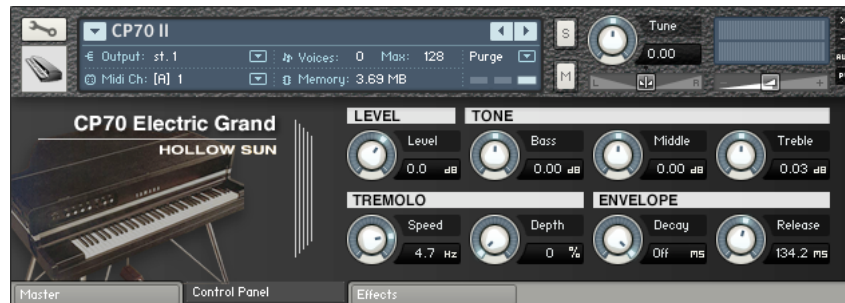 CP70 II
S
Tune
Output: st. 1
Voices: 0 Max: 128
Purge
0.00
Midi Ch: [A] 1
Memory: 3.69 MB
M
L
R
-
+
CP70 Electric Grand
HOLLOW SUN
YAMAHA
LEVEL
TONE
Level
Bass
Middle
Treble
0.0 dB
0.00 dB
0.00 dB
0.03 dB
TREMOLO
ENVELOPE
Speed
Depth
Decay
Release
4.7 Hz
0 %
Off ms
134.2 ms
Master
Control Panel
Effects